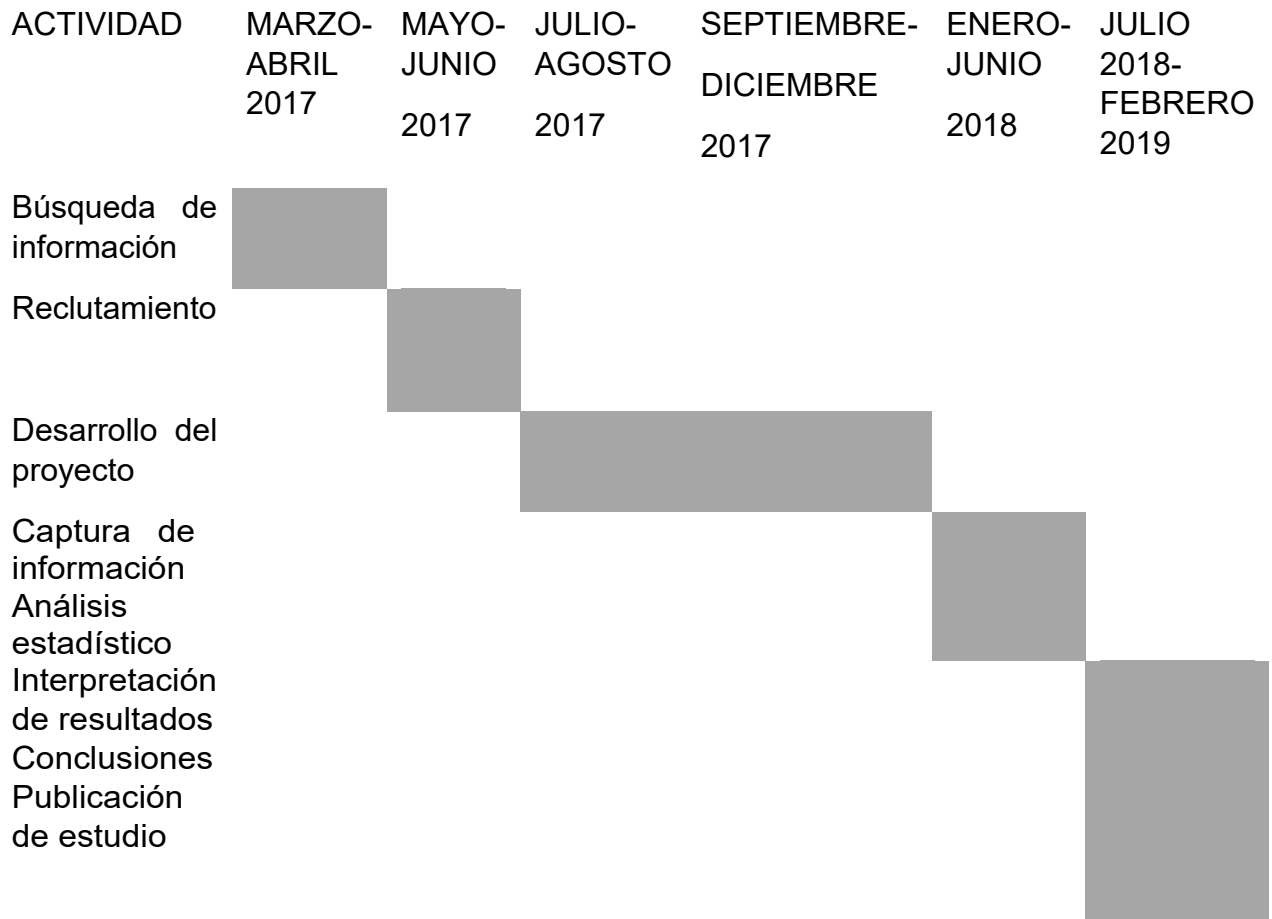 ACTIVIDAD
MARZO-
ABRIL
2017
MAYO-
JUNIO
2017
JULIO-
AGOSTO
2017
SEPTIEMBRE-
DICIEMBRE
2017
ENERO-
JUNIO
2018
JULIO
2018-
FEBRERO
2019
Búsqueda de
información
Reclutamiento
Desarrollo del
proyecto
Captura de
información
Análisis
estadístico
Interpretación
de resultados
Conclusiones
Publicación
de estudio